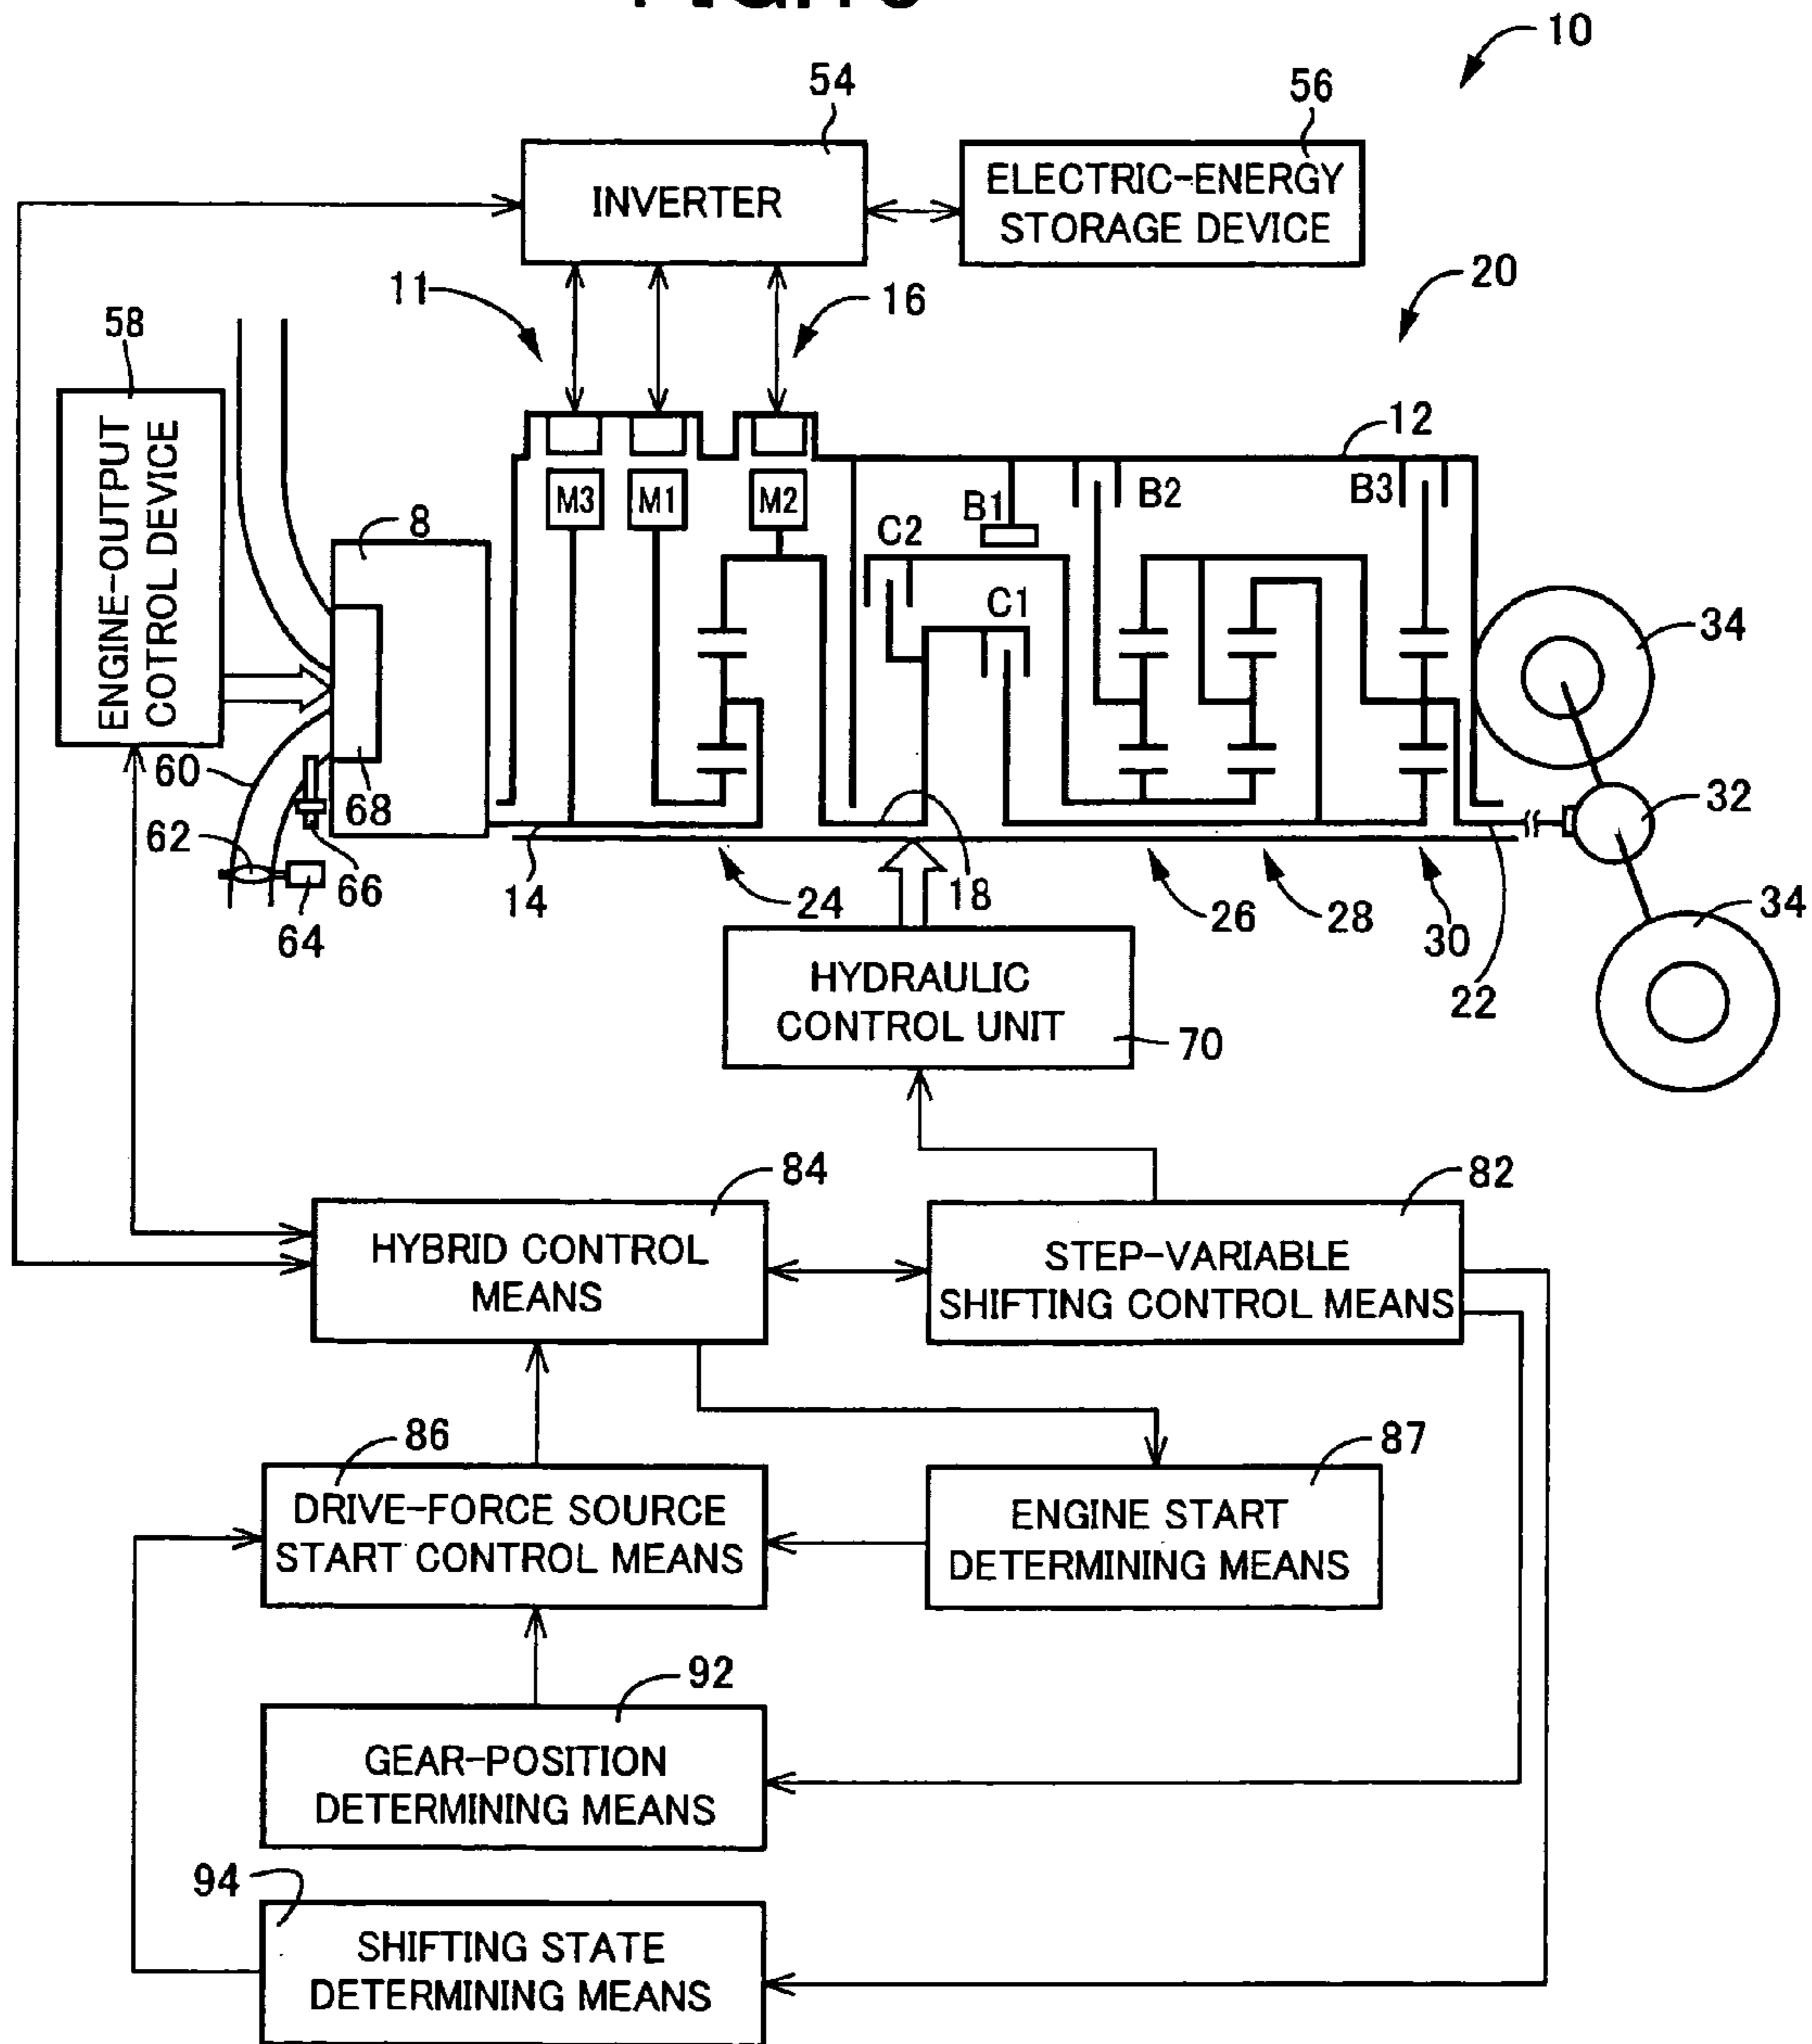 10
54
56
INVERTER
ELECTRIC-ENERGY
STORAGE DEVICE
11
16
20
58
ENGINE-OUTPUT
COTROL DEVICE
12
8
M3
M1
M2
C2
B1
B2
B3
C1
34
60
68
62
66
64
14
24
18
26
28
30
22
32
34
HYDRAULIC
CONTROL UNIT
70
84
82
HYBRID CONTROL
MEANS
STEP-VARIABLE
SHIFTING CONTROL MEANS
86
87
DRIVE-FORCE SOURCE
START CONTROL MEANS
ENGINE START
DETERMINING MEANS
92
GEAR-POSITION
DETERMINING MEANS
94
SHIFTING STATE
DETERMINING MEANS